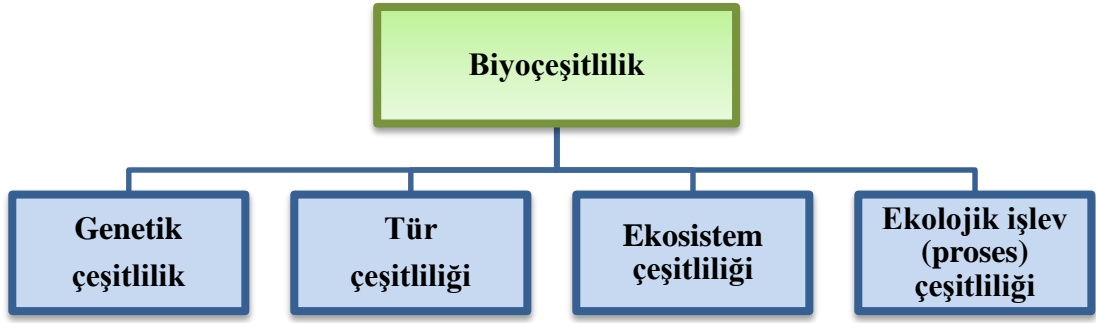 Biyoçeşitlilik
Genetik
çeşitlilik
Tür
çeşitliliği
Ekosistem
çeşitliliği
Ekolojik işlev
(proses)
çeşitliliği